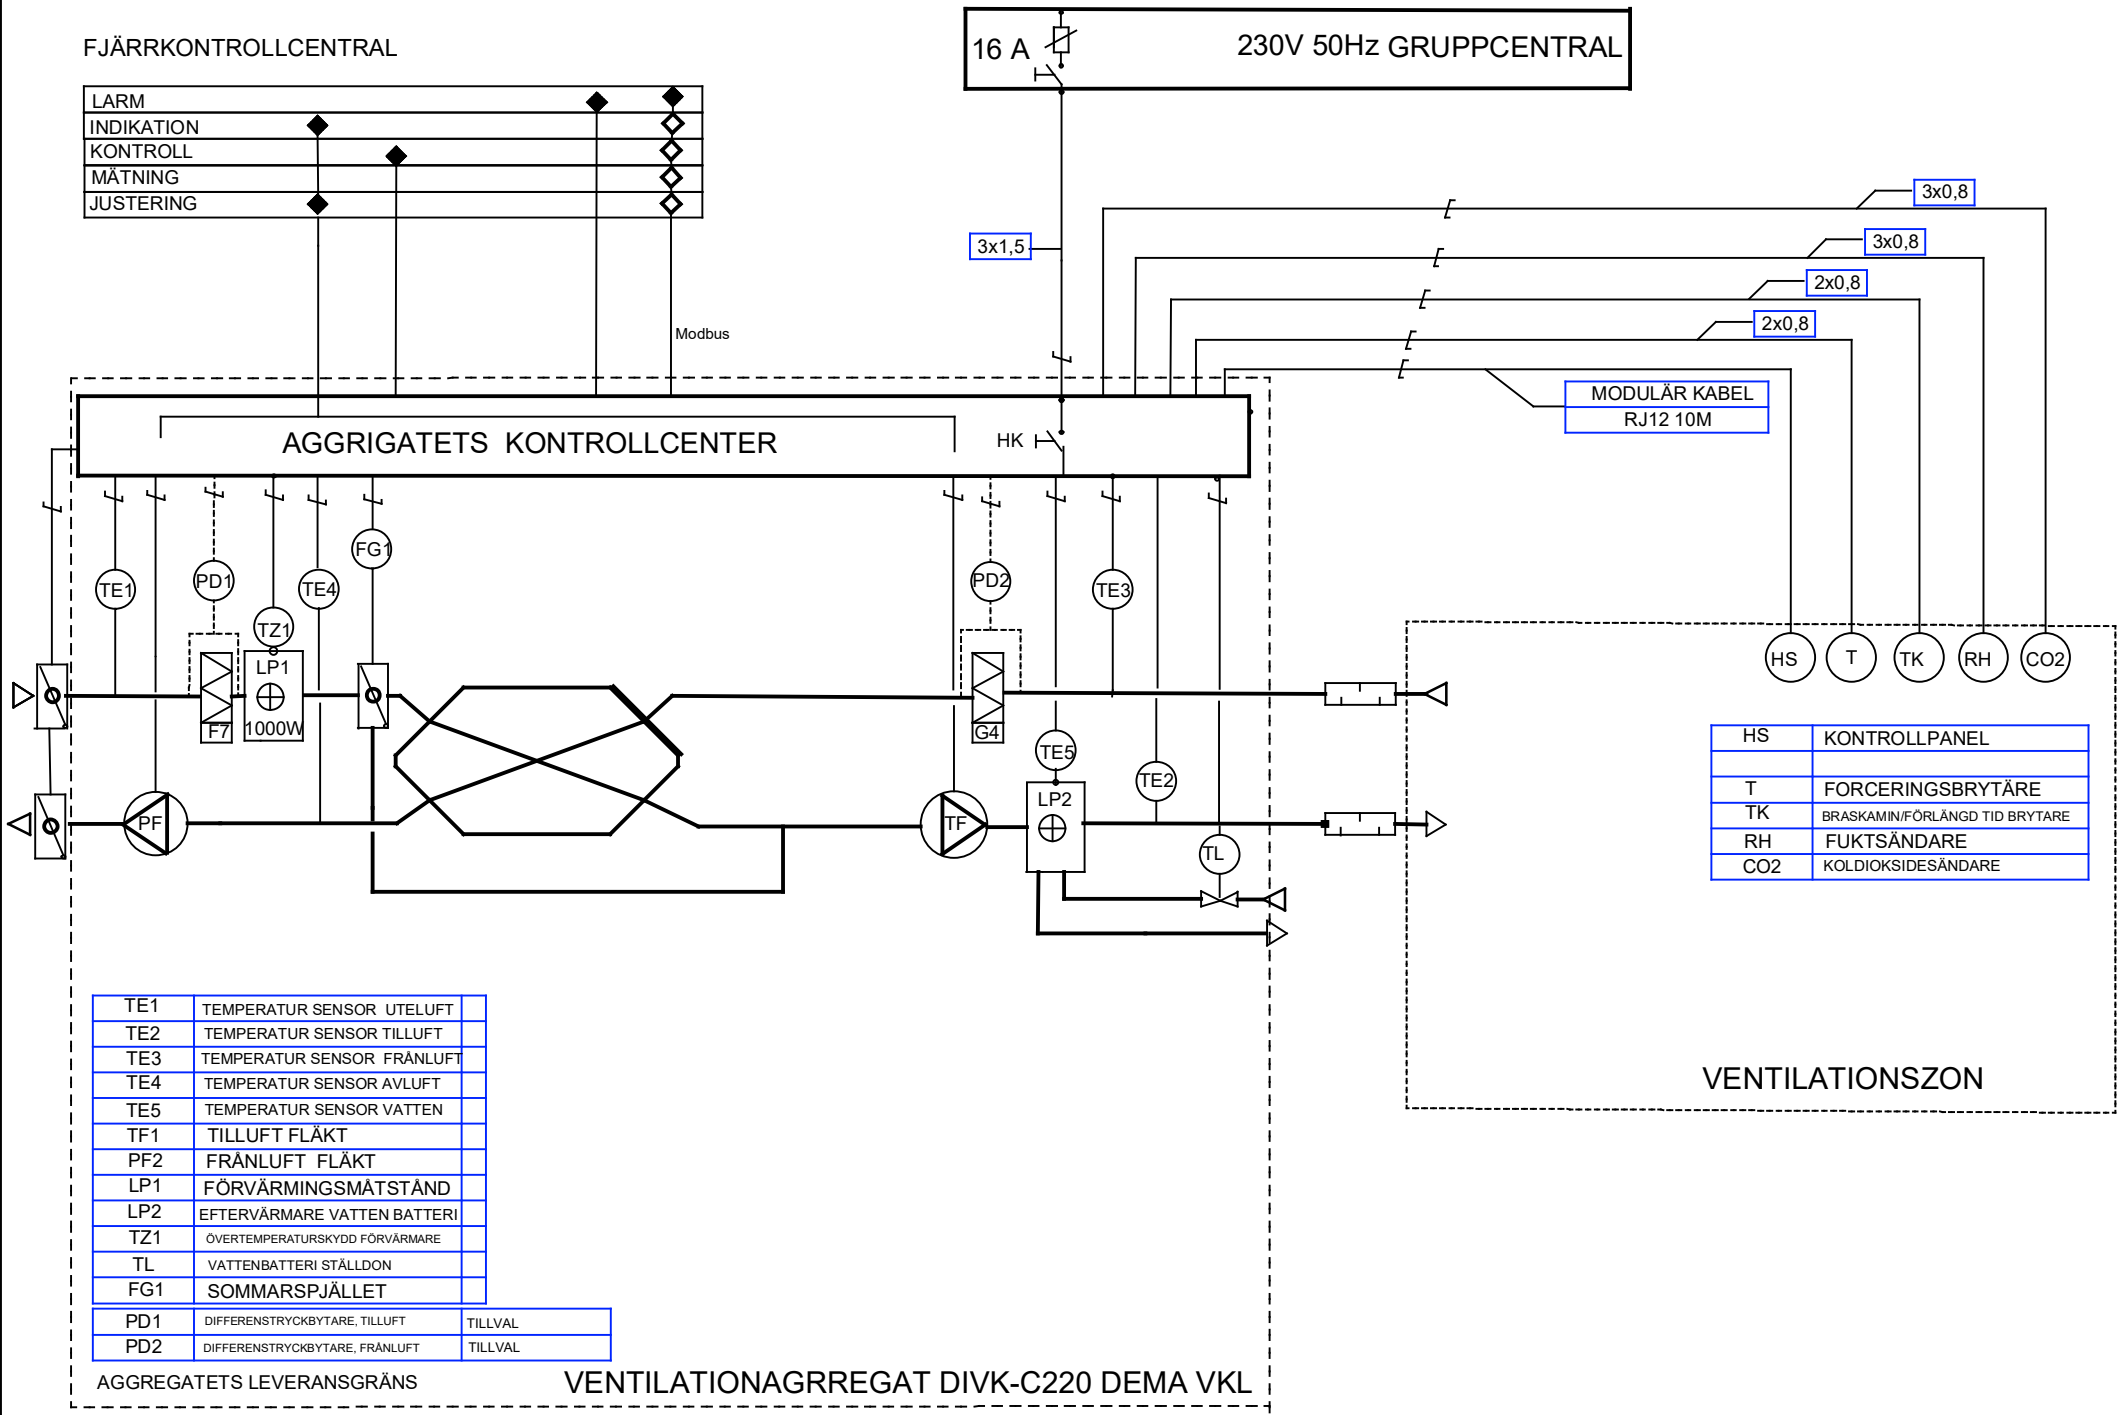 FJÄRRKONTROLLCENTRAL
16 A
230V 50Hz GRUPPCENTRAL
LARM
INDIKATION
KONTROLL
MÄTNING
JUSTERING
3x1,5
3x0,8
3x0,8
2x0,8
2x0,8
Modbus
MODULÄR KABEL
RJ12 10M
AGGRIGATETS KONTROLLCENTER
HK
FG1
TE1
PD1
TE4
PD2
TE3
TZ1
LP1
1000W
F7
G4
TE5
TE2
LP2
PF
TF
TL
HS
T
TK
RH
CO2
HS KONTROLLPANEL
T FORCERINGSBRYTÄRE
TK BRASKAMIN/FÖRLÄNGD TID BRYTARE
RH FUKTSÄNDARE
CO2 KOLDIOKSIDESÄNDARE
VENTILATIONSZON
TE1 TEMPERATUR SENSOR UTELUFT
TE2 TEMPERATUR SENSOR TILLUFT
TE3 TEMPERATUR SENSOR FRÅNLUFT
TE4 TEMPERATUR SENSOR AVLUFT
TE5 TEMPERATUR SENSOR VATTEN
TF1 TILLUFT FLÄKT
PF2 FRÅNLUFT FLÄKT
LP1 FÖRVÄRMINGSMÅTSTÅND
LP2 EFTERVÄRMARE VATTEN BATTERI
TZ1 ÖVERTEMPERATURSKYDD FÖRVÄRMARE
TL VATTENBATTERI STÄLLDON
FG1 SOMMARSPJÄLLET
PD1 DIFFERENSTRYCKBYTARE, TILLUFT TILLVAL
PD2 DIFFERENSTRYCKBYTARE, FRÅNLUFT TILLVAL
AGGREGATETS LEVERANSGRÄNS
VENTILATIONAGRREGAT DIVK-C220 DEMA VKL